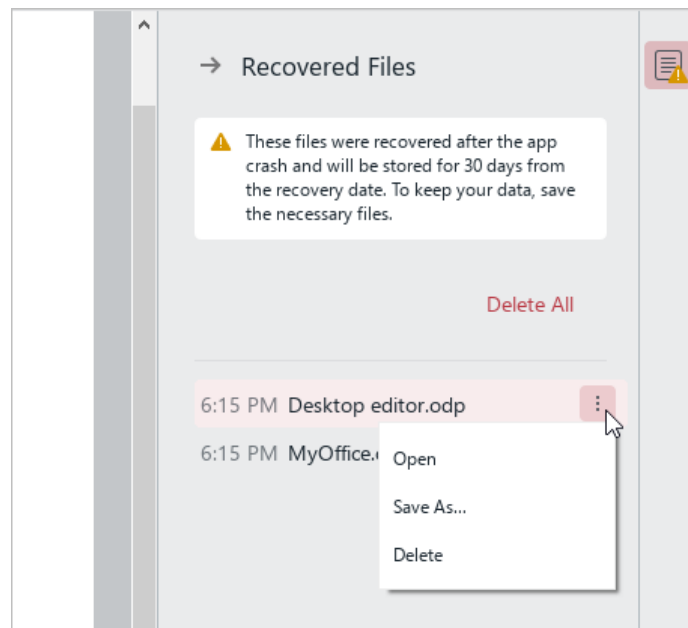 Recovered Files
These files were recovered after the app
crash and will be stored for 30 days from
the recovery date. To keep your data, save
the necessary files.
Delete All
6:15 PM Desktop editor.odp
6:15 PM MyOffice.
Open
Save As...
Delete